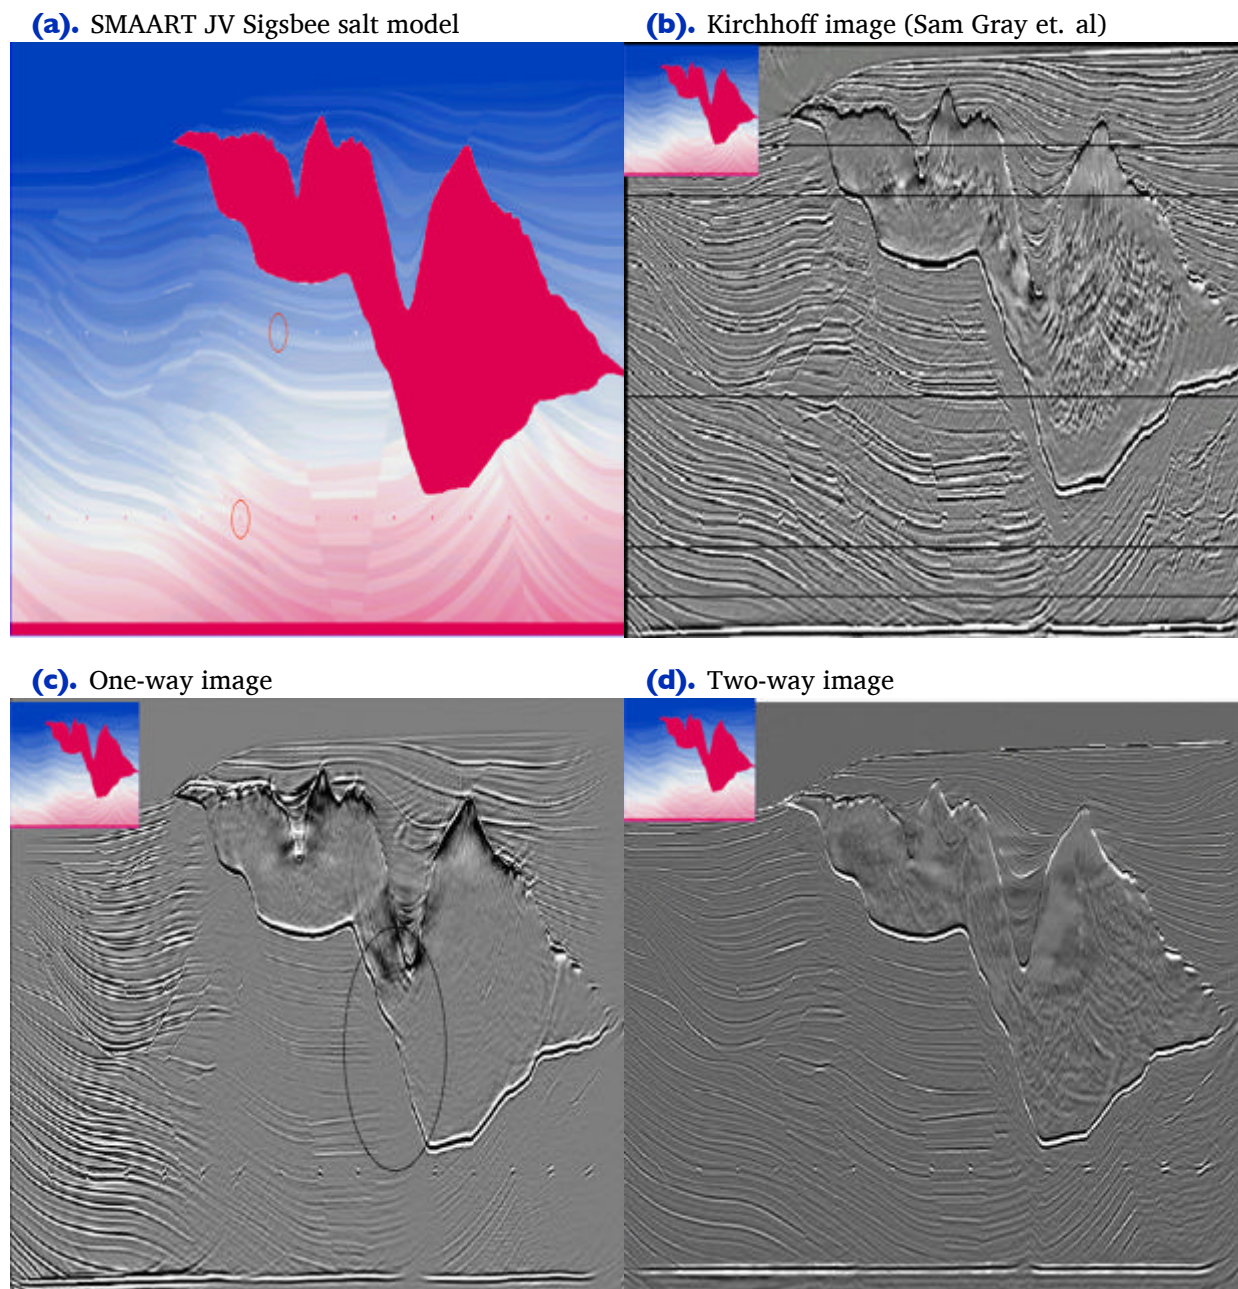 (a). SMAART JV Sigsbee salt model
(b). Kirchhoff image (Sam Gray et. al)
(c). One-way image
(d). Two-way image